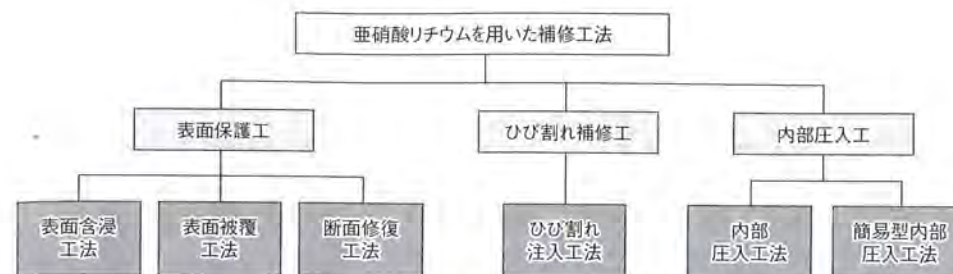 亜硝酸リチウムを用いた補修工法
表面保護工
ひび割れ補修工
内部圧入工
表面含浸
工法
表面被覆
工法
断面修復
工法
ひび割れ
注入工法
内部
圧入工法
簡易型内部
圧入工法